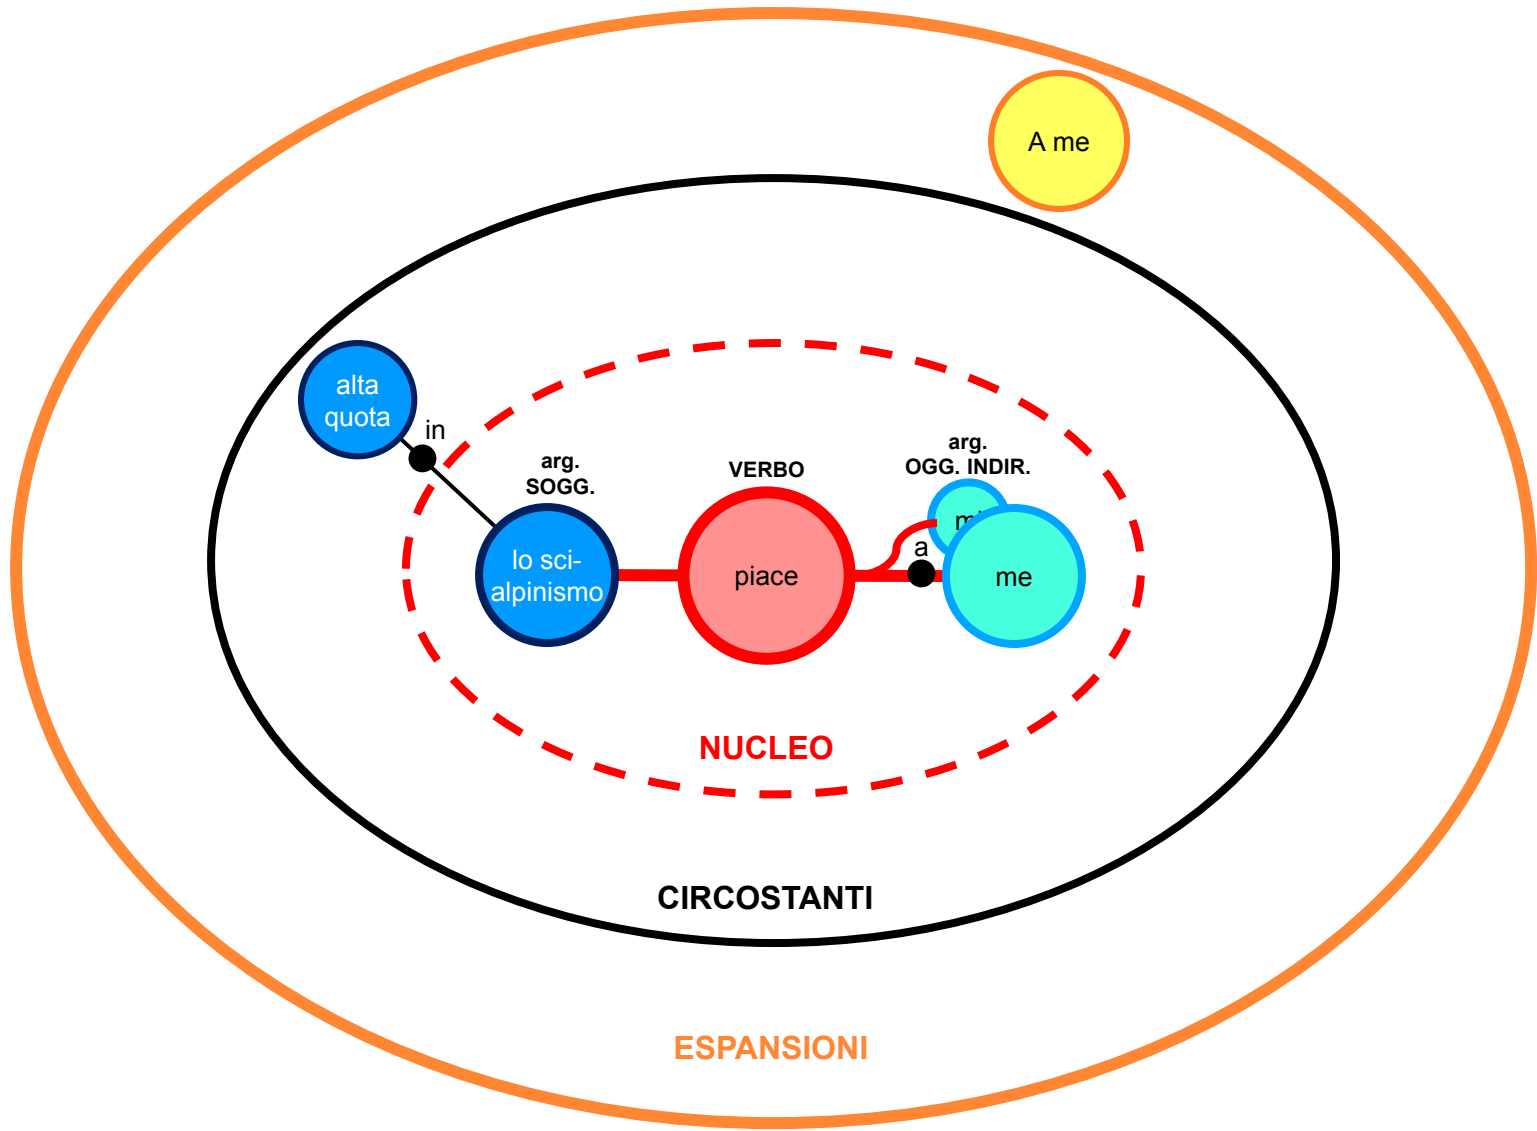 A me
alta
quota
in
arg.
SOGG.
VERBO
arg.
OGG. INDIR.
lo sci-
alpinismo
piace
a
me
NUCLEO
CIRCOSTANTI
ESPANSIONI